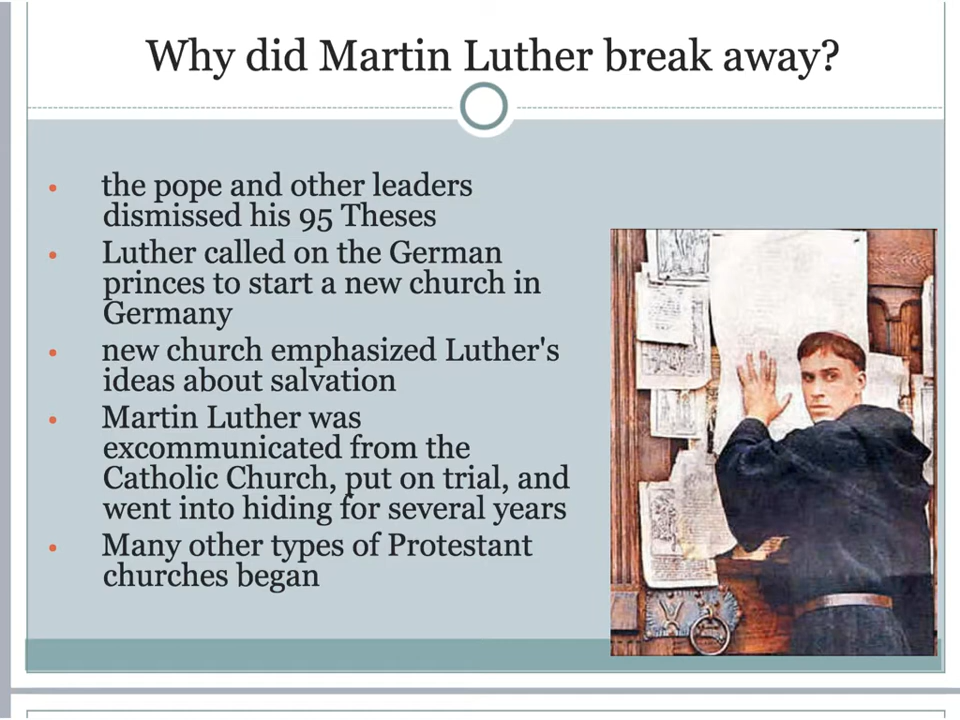 Why did Martin Luther break away?
• the pope and other leaders
dismissed his 95 Theses
• Luther called on the German
princes to start a new church in
Germany
• new church emphasized Luther's
ideas about salvation
• Martin Luther was
excommunicated from the
Catholic Church, put on trial, and
went into hiding for several years
• Many other types of Protestant
churches began